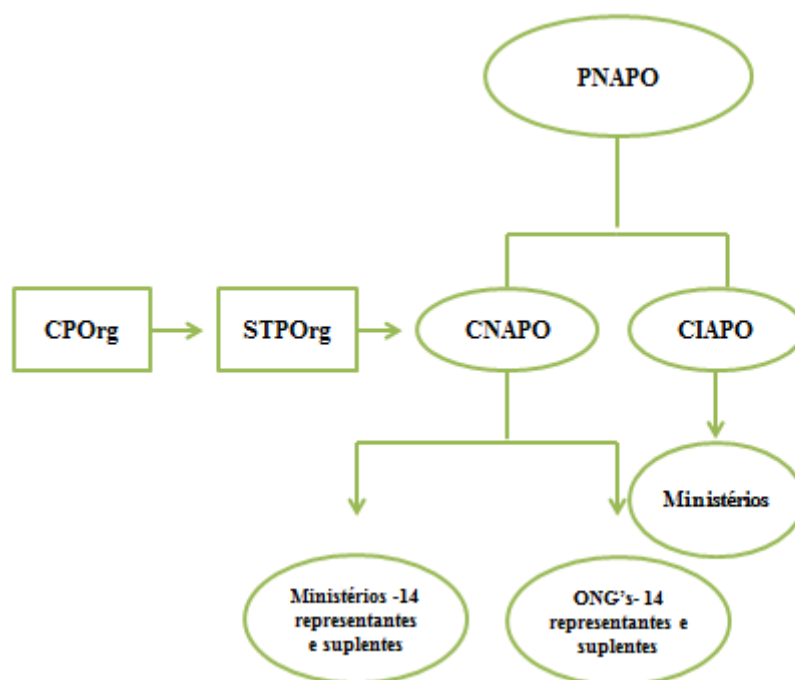 PNAPO
CPOrg
STPOrg
CNAPO
CIAPO
Ministérios
Ministérios -14
representantes
e suplentes
ONG’s- 14
representantes e
suplentes